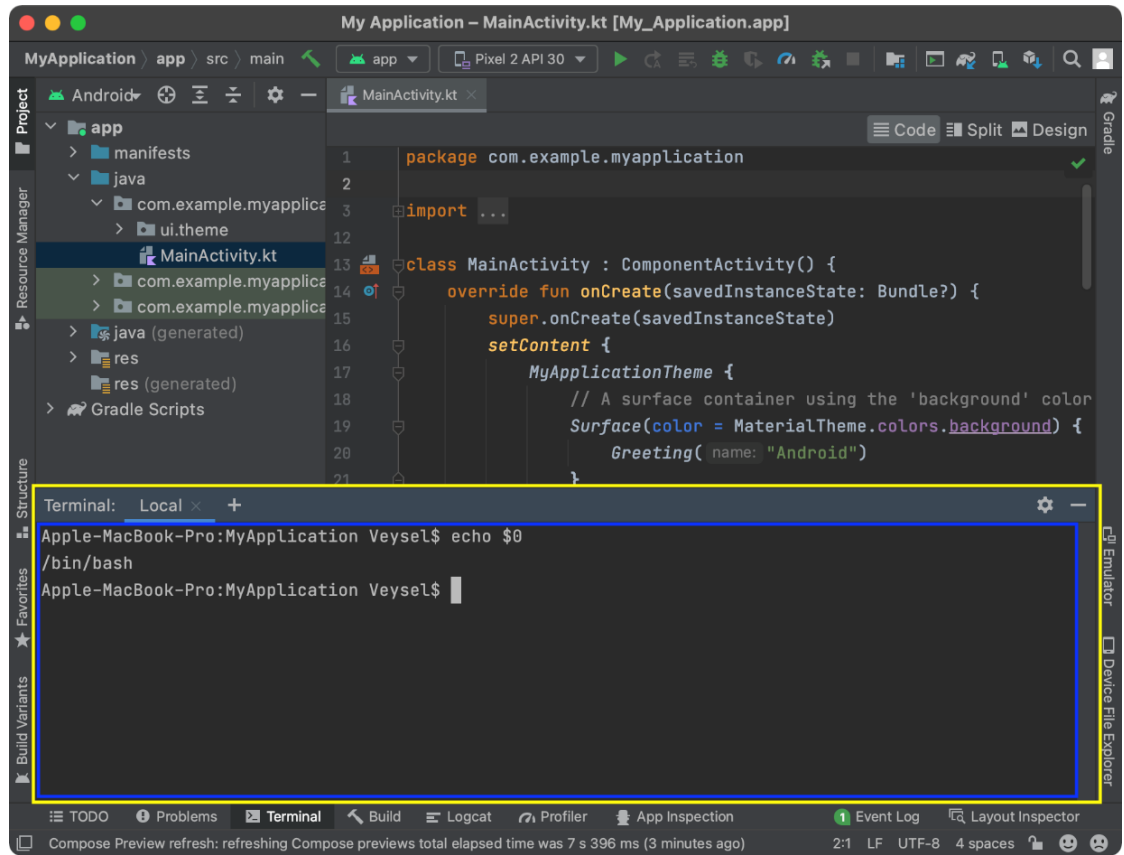 My Application – MainActivity.kt [My_Application.app]
MyApplication 〉 app 〉 src 〉 main app Pixel 2 API 30
Project
Resource Manager
Structure
Favorites
Build Variants
Android
app
manifests
java
com.example.myapplica
ui.theme
MainActivity.kt
com.example.myapplica
com.example.myapplica
java (generated)
res
res (generated)
Gradle Scripts
MainActivity.kt
Code Split Design
1 package com.example.myapplication
2
3 import ...
12
13 class MainActivity : ComponentActivity() {
14 override fun onCreate(savedInstanceState: Bundle?) {
15 super.onCreate(savedInstanceState)
16 setContent {
17 MyApplicationTheme {
18 // A surface container using the 'background' color
19 Surface(color = MaterialTheme.colors.background) {
20 Greeting( name: "Android")
21 }
Gradle
Emulator
Device File Explorer
Terminal: Local × +
Apple-MacBook-Pro:MyApplication Veysel$ echo $0
/bin/bash
Apple-MacBook-Pro:MyApplication Veysel$
TODO Problems Terminal Build Logcat Profiler App Inspection 1 Event Log Layout Inspector
Compose Preview refresh: refreshing Compose previews total elapsed time was 7 s 396 ms (3 minutes ago) 2:1 LF UTF-8 4 spaces